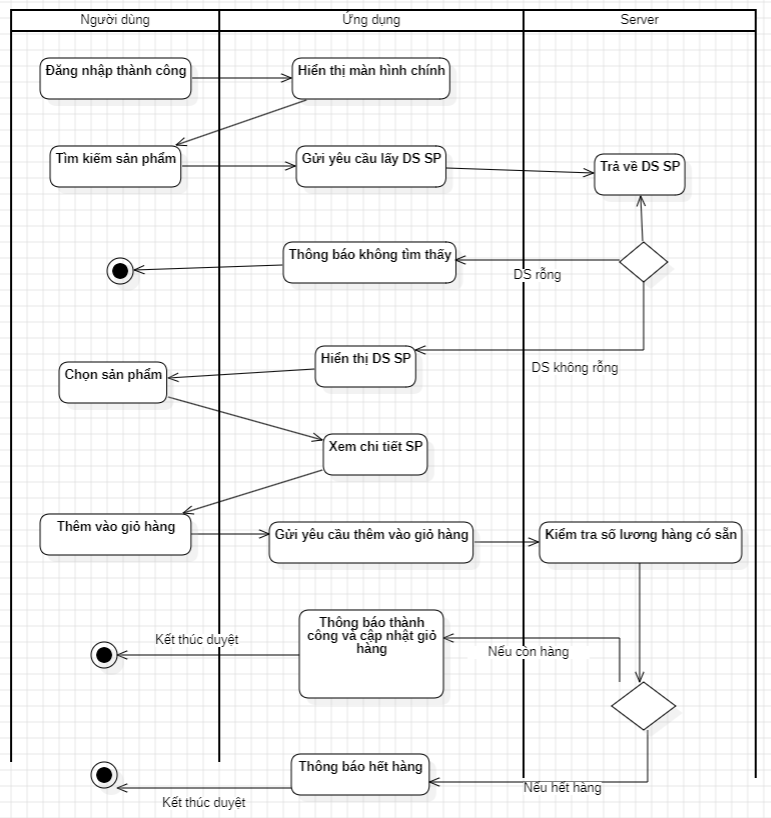 Người dùng
Ứng dụng
Server
Đăng nhập thành công
Hiển thị màn hình chính
Tìm kiếm sản phẩm
Gửi yêu cầu lấy DS SP
Trả về DS SP
Thông báo không tìm thấy
DS rỗng
Hiển thị DS SP
DS không rỗng
Chọn sản phẩm
Xem chi tiết SP
Thêm vào giỏ hàng
Gửi yêu cầu thêm vào giỏ hàng
Kiểm tra số lương hàng có sẵn
Thông báo thành
công và cập nhật giỏ
hàng
Kết thúc duyệt
Nếu còn hàng
Thông báo hết hàng
Nếu hết hàng
Kết thúc duyệt